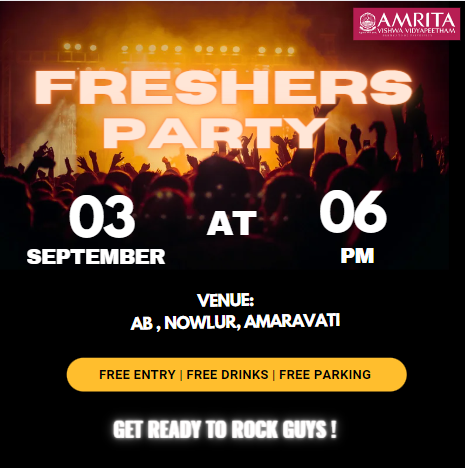 AMRITA
VISHWA VIDYAPEETHAM
FRESHERS
PARTY
03
SEPTEMBER
AT
06
PM
VENUE:
AB , NOWLUR, AMARAVATI
FREE ENTRY | FREE DRINKS | FREE PARKING
GET READY TO ROCK GUYS !